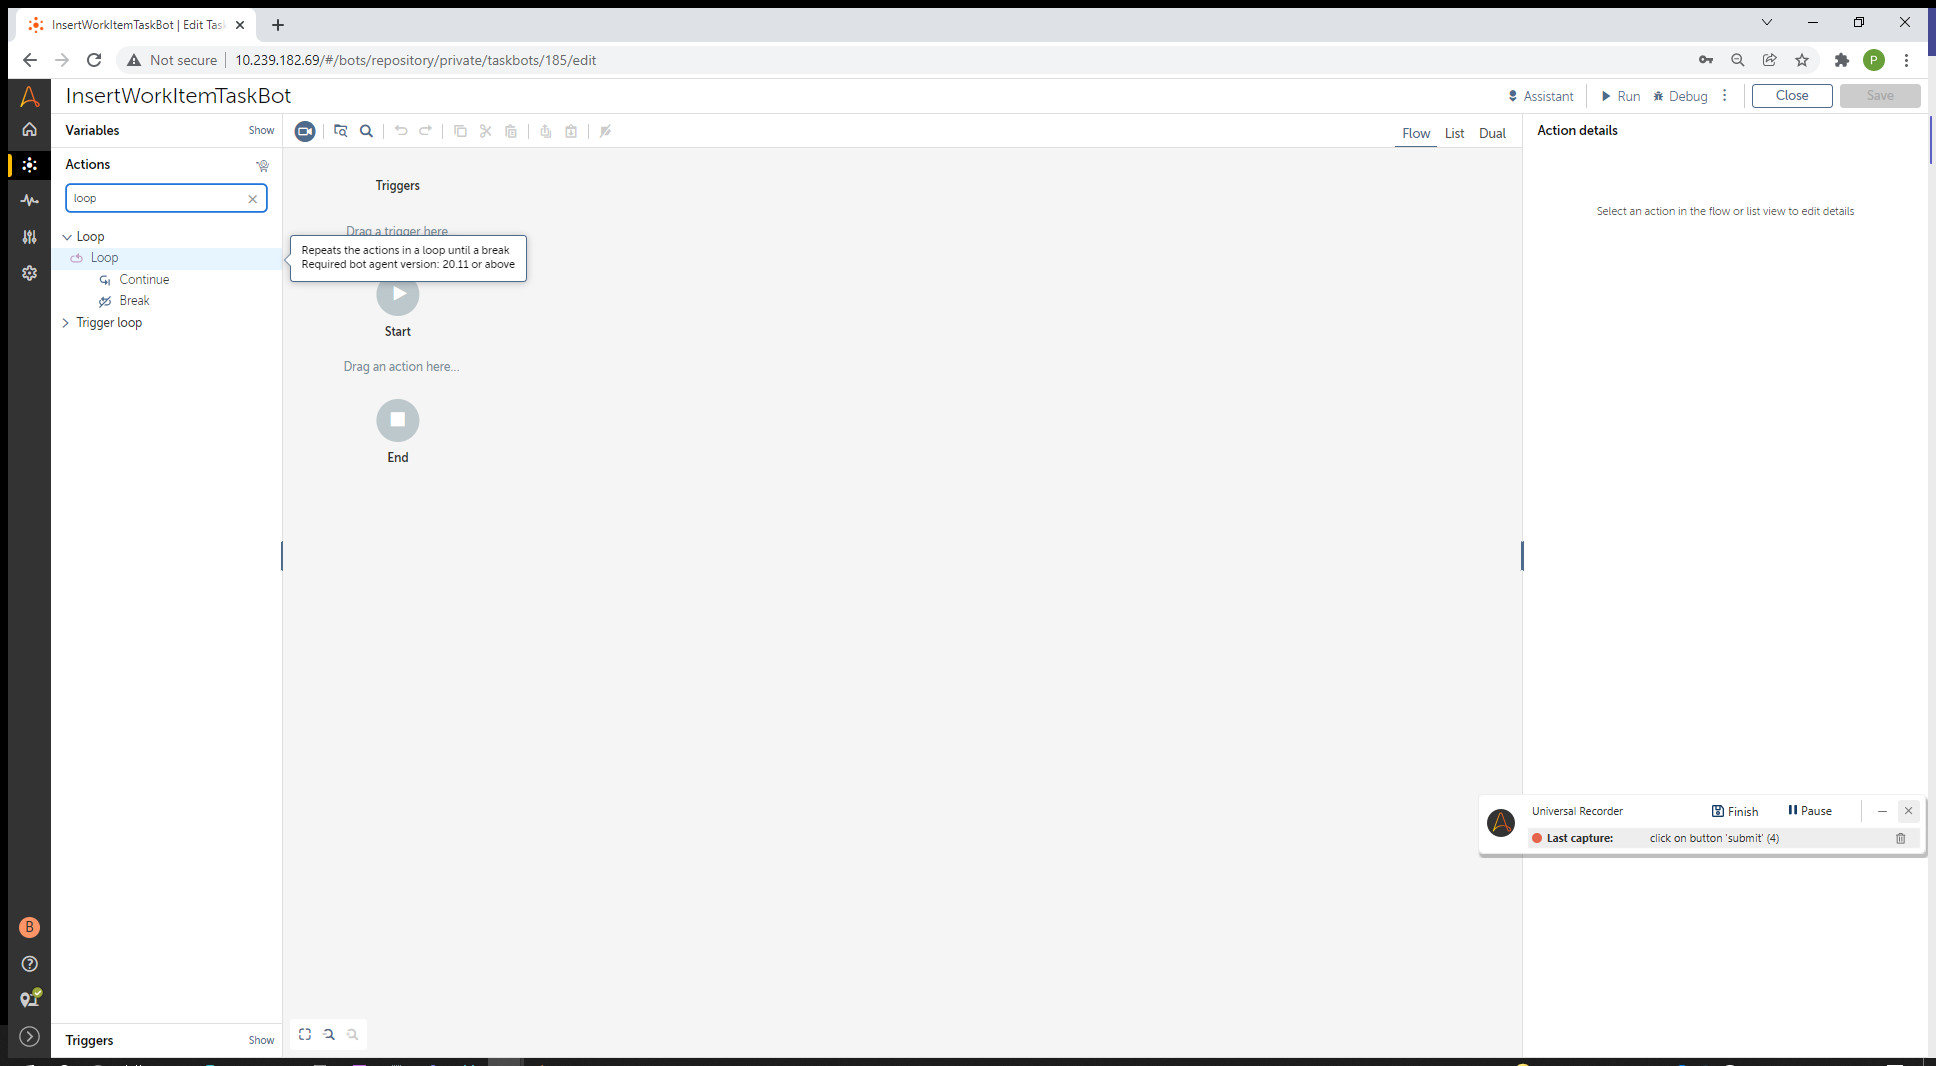 InsertWorkItemTaskBot | Edit Tas
Not secure
10.239.182.69/#/bots/repository/private/taskbots/185/edit
P
InsertWorkItemTaskBot
Assistant
Run
Debug
Close
Save
Variables
Show
Flow
List
Dual
Action details
Actions
loop
Triggers
Select an action in the flow or list view to edit details
Drag a trigger here
Loop
Loop
Repeats the actions in a loop until a break
Required bot agent version: 20.11 or above
Continue
Break
Trigger loop
Start
Drag an action here...
End
Universal Recorder
Finish
Pause
Last capture:
click on button 'submit' (4)
B
Triggers
Show